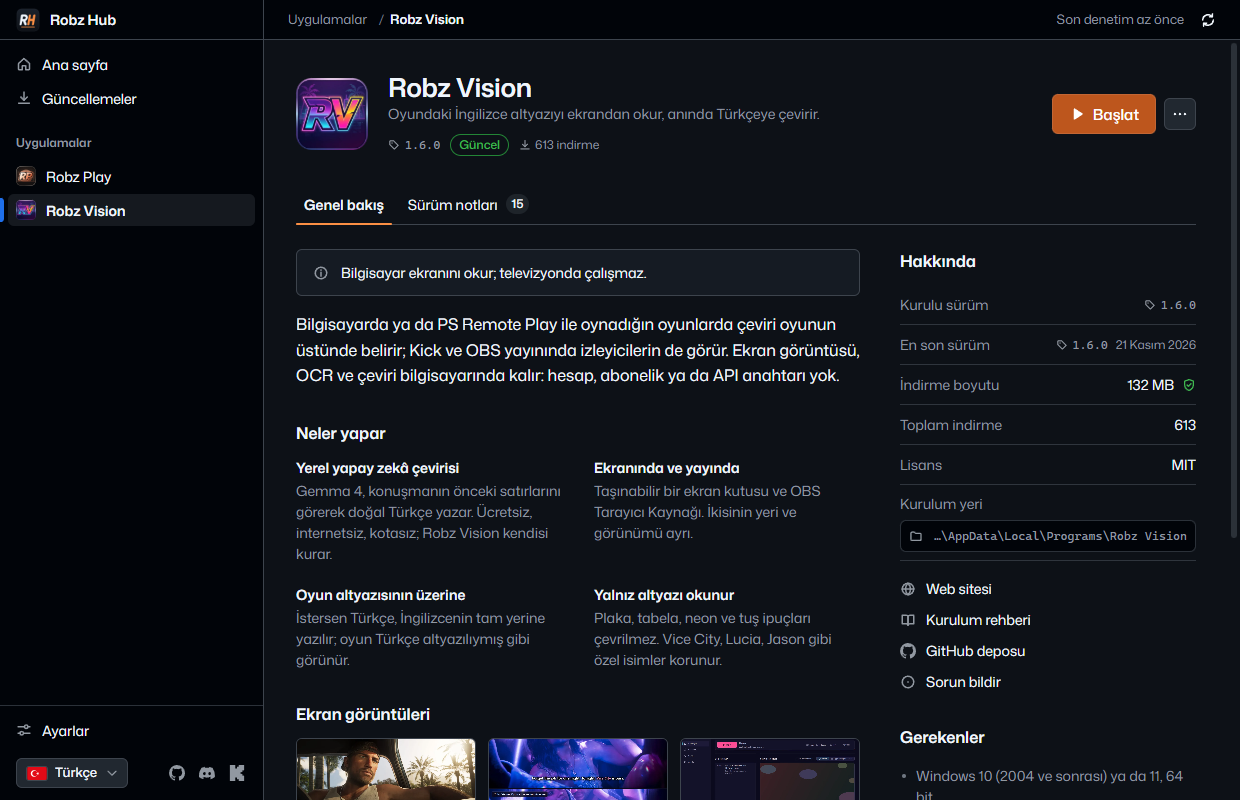 RH Robz Hub
Uygulamalar / Robz Vision
Son denetim az önce
Ana sayfa
Güncellemeler
Uygulamalar
Robz Play
Robz Vision
Ayarlar
Türkçe
RV
Robz Vision
Oyundaki İngilizce altyazıyı ekrandan okur, anında Türkçeye çevirir.
1.6.0 Güncel 613 indirme
Başlat
Genel bakış Sürüm notları 15
Bilgisayar ekranını okur; televizyonda çalışmaz.
Bilgisayarda ya da PS Remote Play ile oynadığın oyunlarda çeviri oyunun
üstünde belirir; Kick ve OBS yayınında izleyicilerin de görür. Ekran görüntüsü,
OCR ve çeviri bilgisayarında kalır: hesap, abonelik ya da API anahtarı yok.
Neler yapar
Yerel yapay zekâ çevirisi
Gemma 4, konuşmanın önceki satırlarını
görerek doğal Türkçe yazar. Ücretsiz,
internetsiz, kotasız; Robz Vision kendisi
kurar.
Ekranında ve yayında
Taşınabilir bir ekran kutusu ve OBS
Tarayıcı Kaynağı. İkisinin yeri ve
görünümü ayrı.
Oyun altyazısının üzerine
İstersen Türkçe, İngilizcenin tam yerine
yazılır; oyun Türkçe altyazılıymış gibi
görünür.
Yalnız altyazı okunur
Plaka, tabela, neon ve tuş ipuçları
çevrilmez. Vice City, Lucia, Jason gibi
özel isimler korunur.
Ekran görüntüleri
Hakkında
Kurulu sürüm 1.6.0
En son sürüm 1.6.0 21 Kasım 2026
İndirme boyutu 132 MB
Toplam indirme 613
Lisans MIT
Kurulum yeri
…\AppData\Local\Programs\Robz Vision
Web sitesi
Kurulum rehberi
GitHub deposu
Sorun bildir
Gerekenler
• Windows 10 (2004 ve sonrası) ya da 11, 64
bit